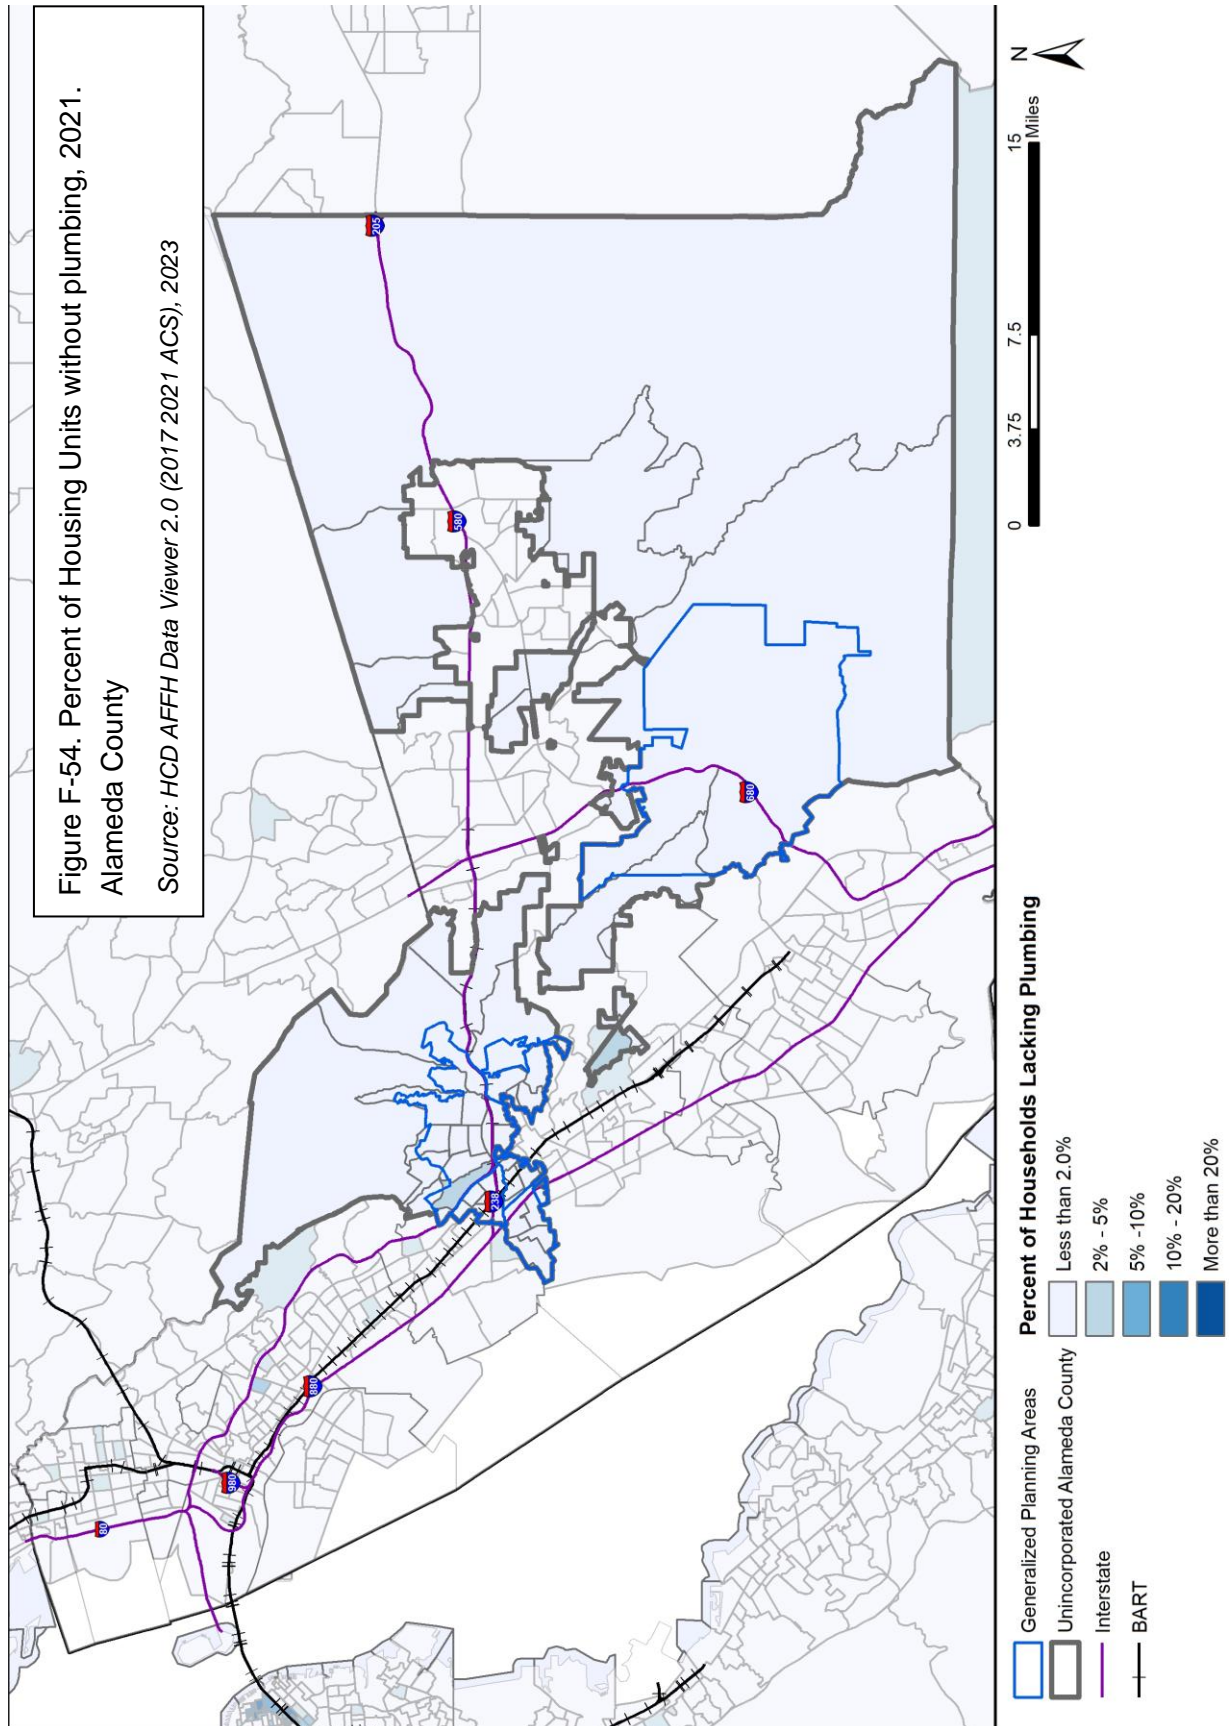 Figure F-54. Percent of Housing Units without plumbing, 2021.
Alameda County
Source: HCD AFFH Data Viewer 2.0 (2017 2021 ACS), 2023
80
980
880
238
580
205
680
N
0 3.75 7.5 15
Miles
Generalized Planning Areas
Unincorporated Alameda County
Interstate
BART
Percent of Households Lacking Plumbing
Less than 2.0%
2% - 5%
5% -10%
10% - 20%
More than 20%